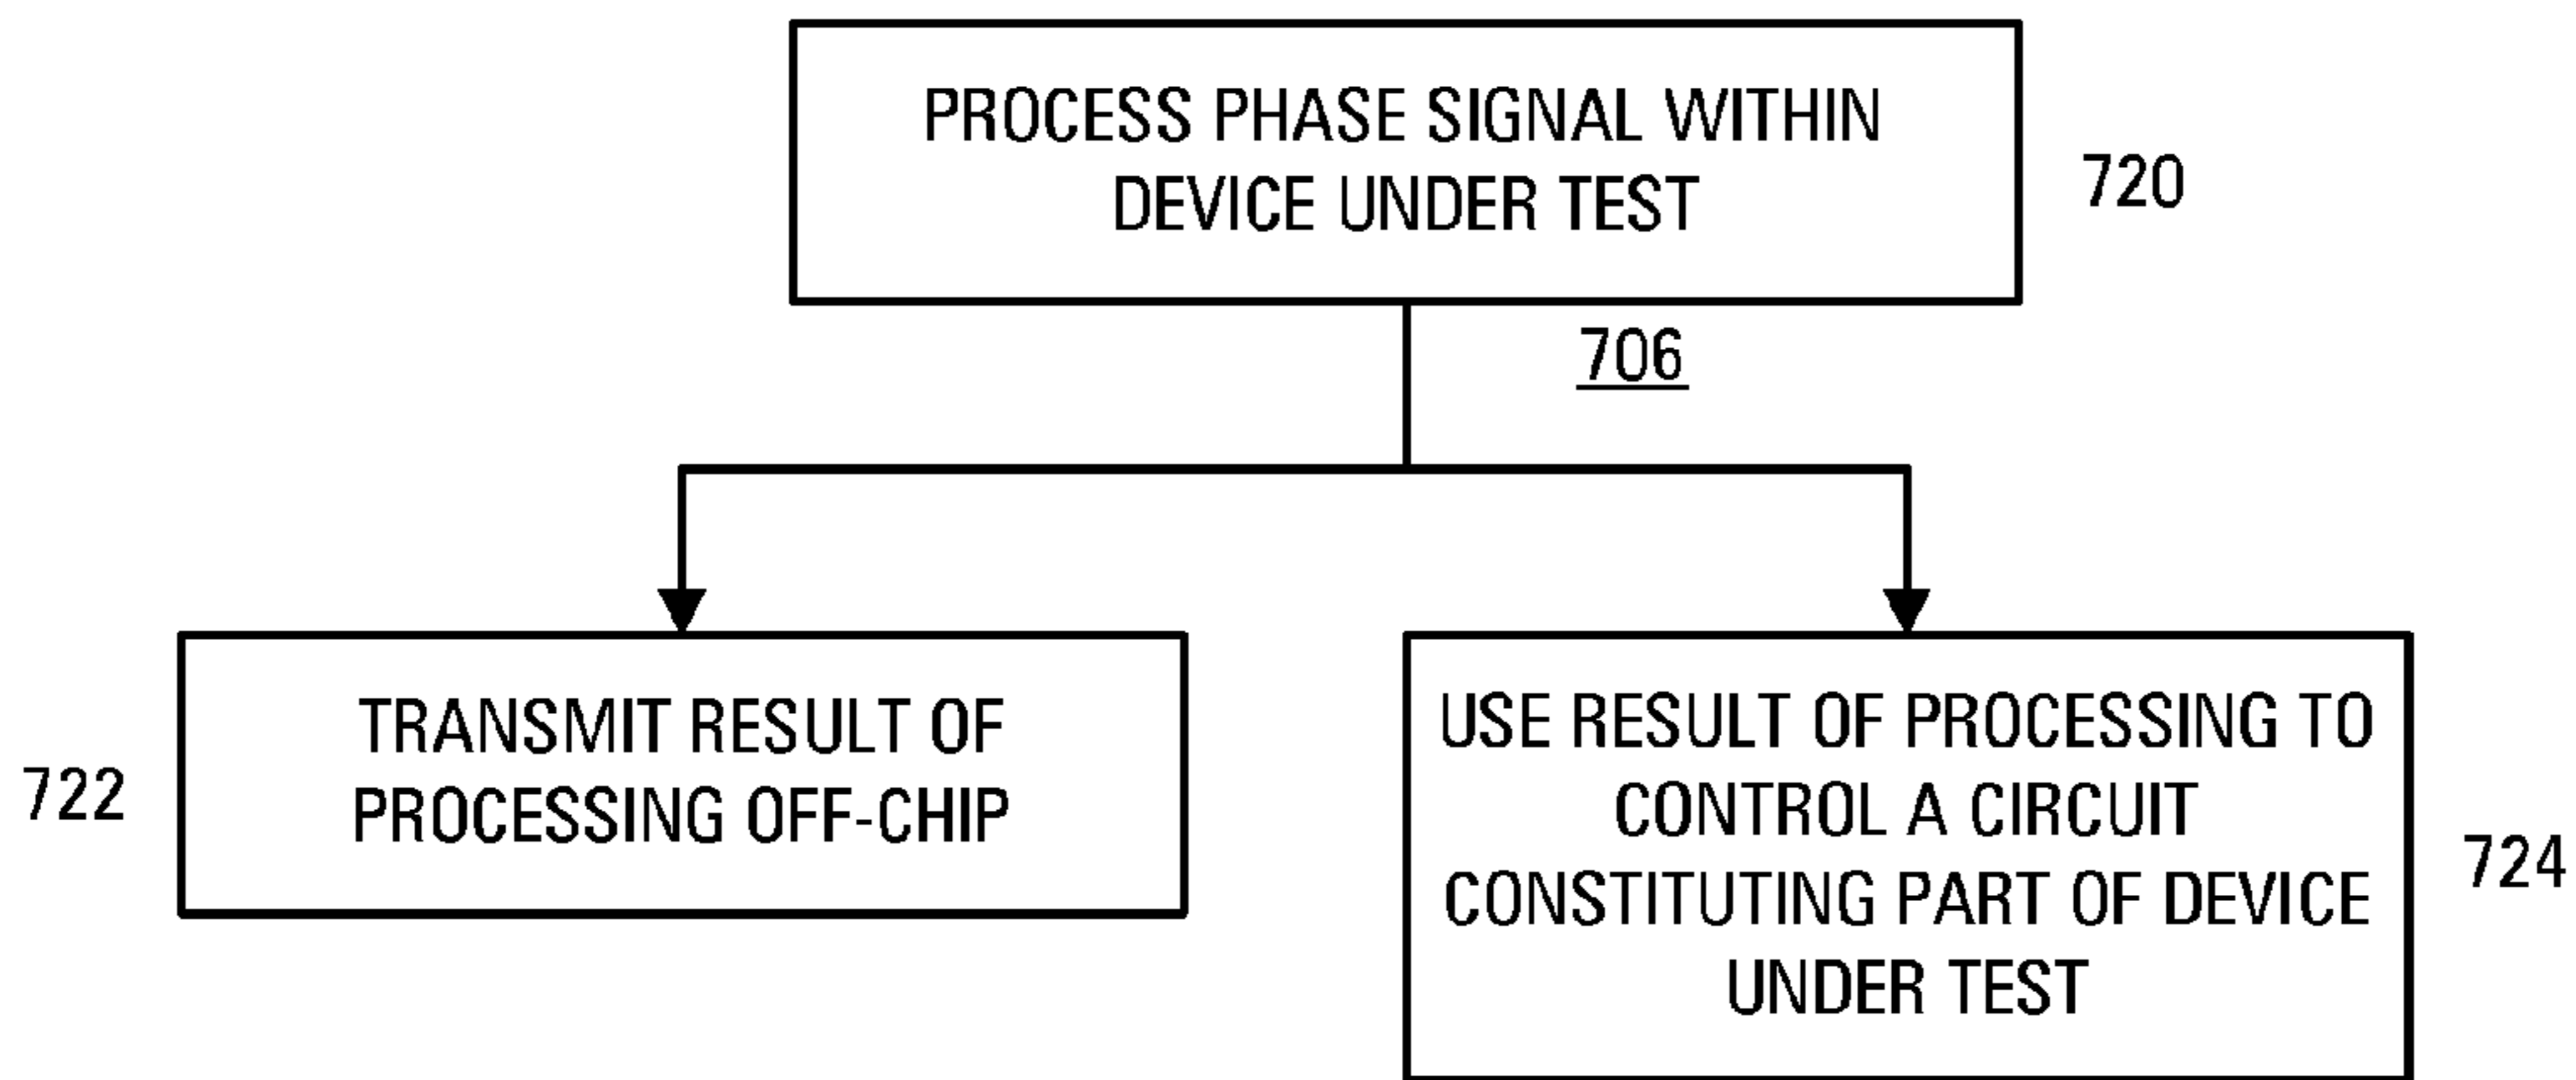 PROCESS PHASE SIGNAL WITHIN
DEVICE UNDER TEST
720
706
TRANSMIT RESULT OF
PROCESSING OFF-CHIP
722
USE RESULT OF PROCESSING TO
CONTROL A CIRCUIT
CONSTITUTING PART OF DEVICE
UNDER TEST
724